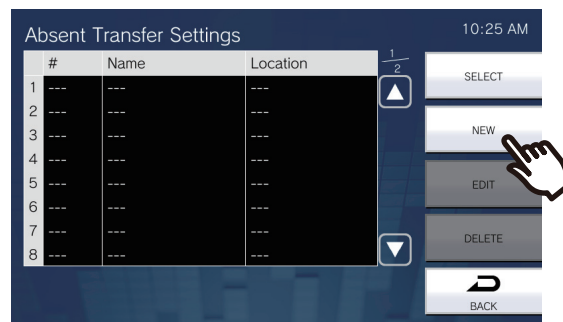 Absent Transfer Settings
10:25 AM
# Name Location
1 --- --- ---
2 --- --- ---
3 --- --- ---
4 --- --- ---
5 --- --- ---
6 --- --- ---
7 --- --- ---
8 --- --- ---
1
2
SELECT
NEW
EDIT
DELETE
BACK